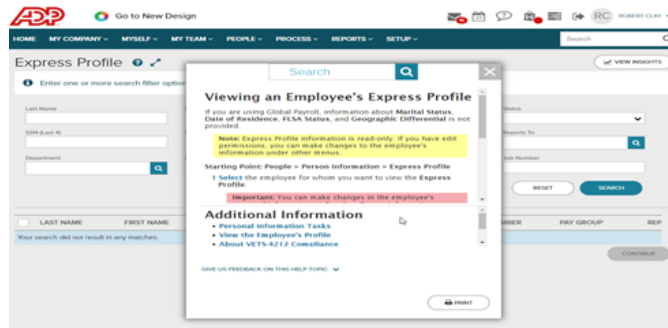 ADP
Go to New Design
RC
ROBERT CLAY
HOME MY COMPANY MYSELF MY TEAM PEOPLE PROCESS REPORTS SETUP
Search
Express Profile
VIEW INSIGHTS
Enter one or more search filter option
Search
Last Name
Status
SSN (Last 4)
Reports To
Department
Job Number
RESET
SEARCH
Viewing an Employee's Express Profile
If you are using Global Payroll, information about Marital Status,
Date of Residence, FLSA Status, and Geographic Differential is not
provided.
Note: Express Profile information is read-only. If you have edit
permissions, you can make changes to the employee's
information under other menus.
Starting Point: People > Person Information > Express Profile
1 Select the employee for whom you want to view the Express
Profile.
Important: You can make changes in the employee's
Additional Information
• Personal Information Tasks
• View the Employee's Profile
• About VETS-4212 Compliance
GIVE US FEEDBACK ON THIS HELP TOPIC
PRINT
LAST NAME FIRST NAME
MBER PAY GROUP REP
Your search did not result in any matches.
CONTINUE